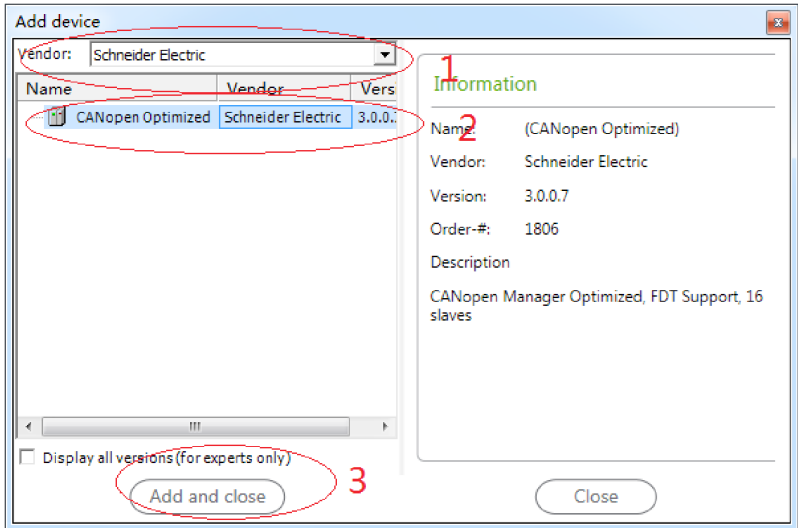 Add device
Vendor: Schneider Electric
1
Name Vendor Vers
CANopen Optimized Schneider Electric 3.0.0.
2
Information
Name: (CANopen Optimized)
Vendor: Schneider Electric
Version: 3.0.0.7
Order-#: 1806
Description
CANopen Manager Optimized, FDT Support, 16
slaves
Display all versions (for experts only)
3
Add and close
Close